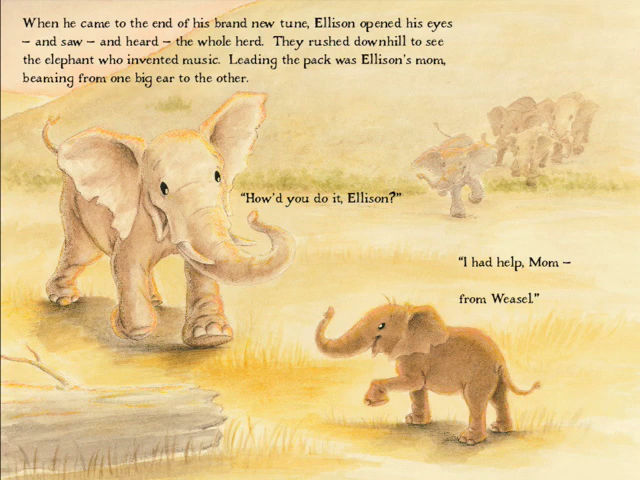 When he came to the end of his brand new tune, Ellison opened his eyes
– and saw – and heard – the whole herd.  They rushed downhill to see
the elephant who invented music.  Leading the pack was Ellison's mom,
beaming from one big ear to the other.
“How'd you do it, Ellison?”
“I had help, Mom –
from Weasel.”